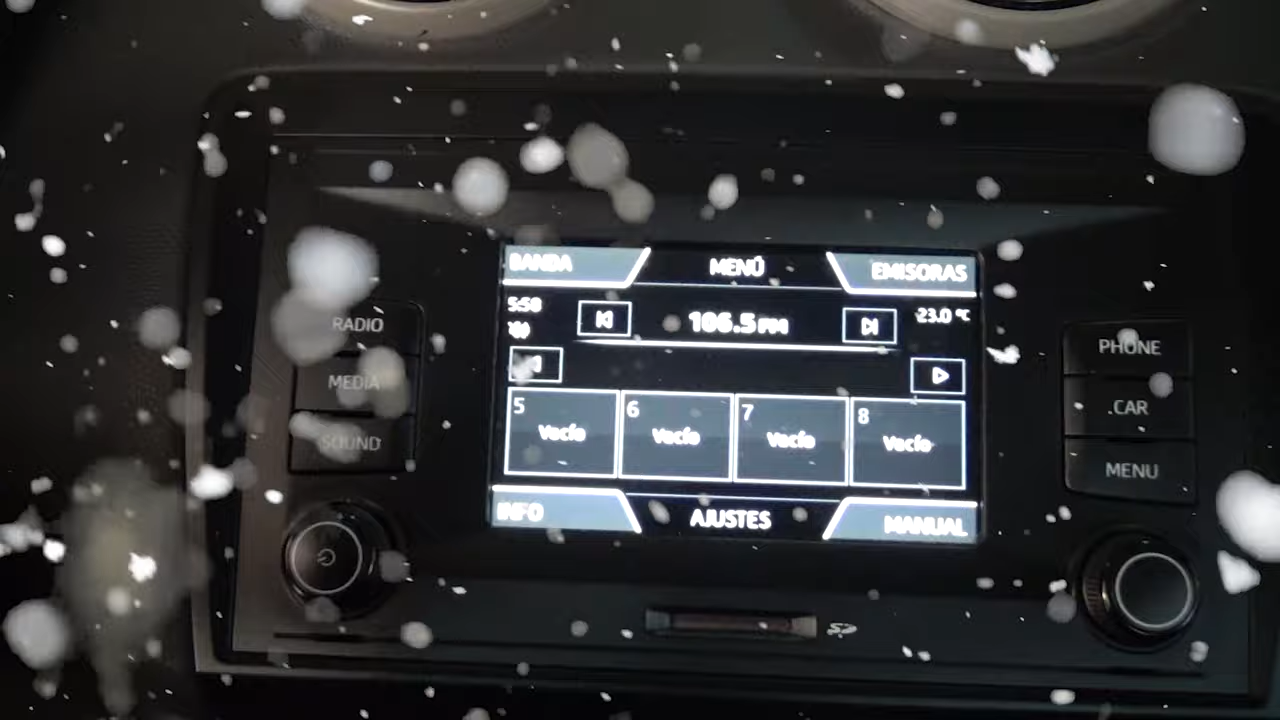 BANDA MENÚ EMISORAS
5:58 106.5 FM 23.0 °C
5 6 7 8
Vacío Vacío Vacío Vacío
INFO AJUSTES MANUAL
RADIO
MEDIA
SOUND
PHONE
CAR
MENU
SD